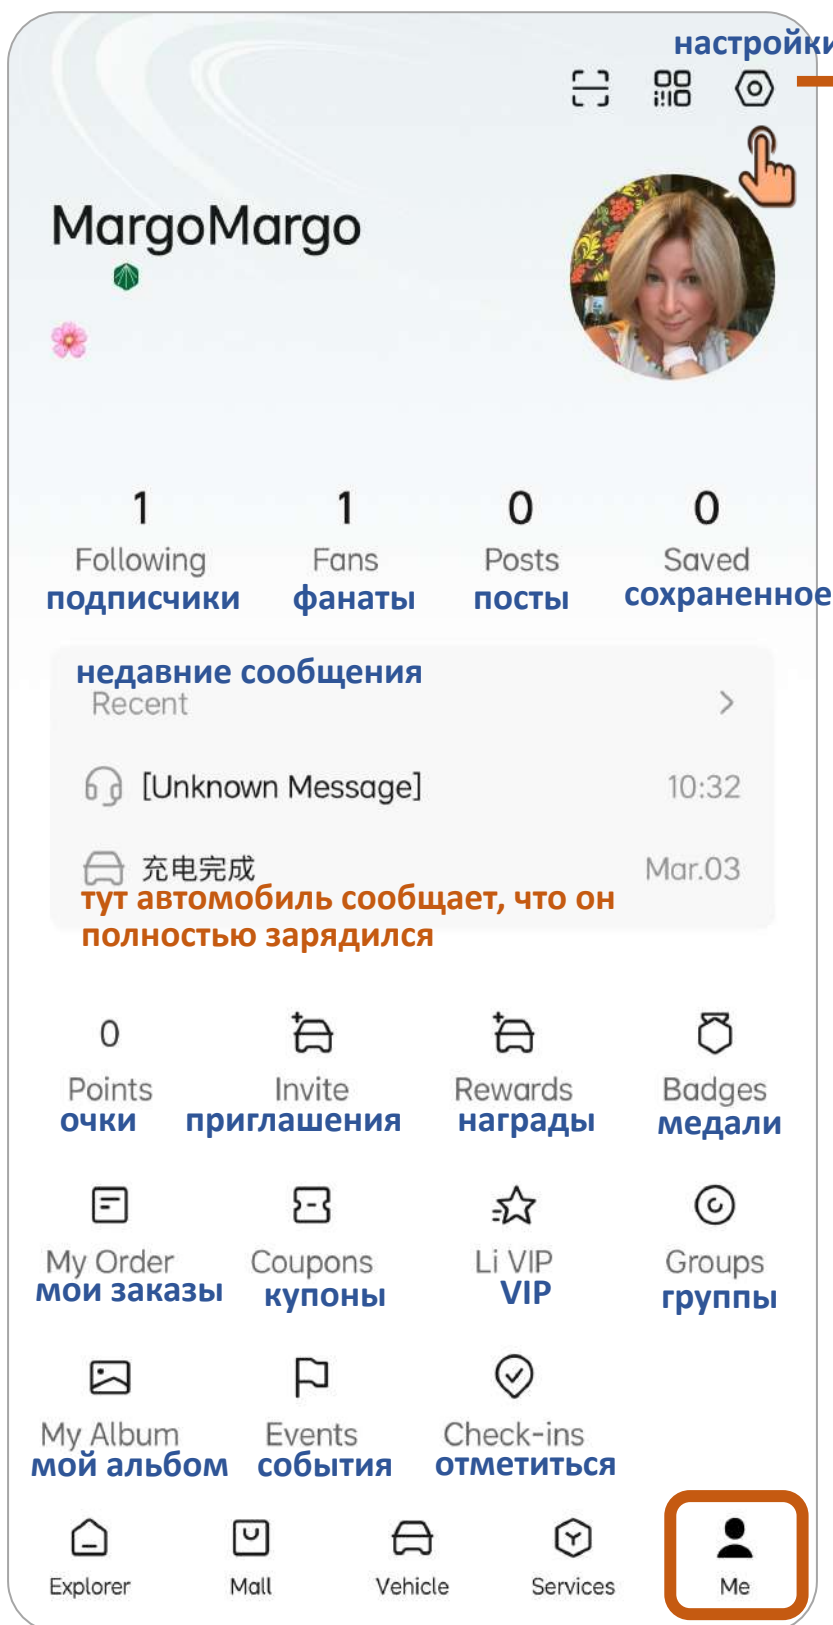 настройки
MargoMargo
1 1 0 0
Following Fans Posts Saved
подписчики фанаты посты сохраненное
недавние сообщения
Recent
[Unknown Message] 10:32
充电完成 Mar.03
тут автомобиль сообщает, что он
полностью зарядился
0
Points Invite Rewards Badges
очки приглашения награды медали
My Order Coupons Li VIP Groups
мои заказы купоны VIP группы
My Album Events Check-ins
мой альбом события отметиться
Explorer Mall Vehicle Services Me